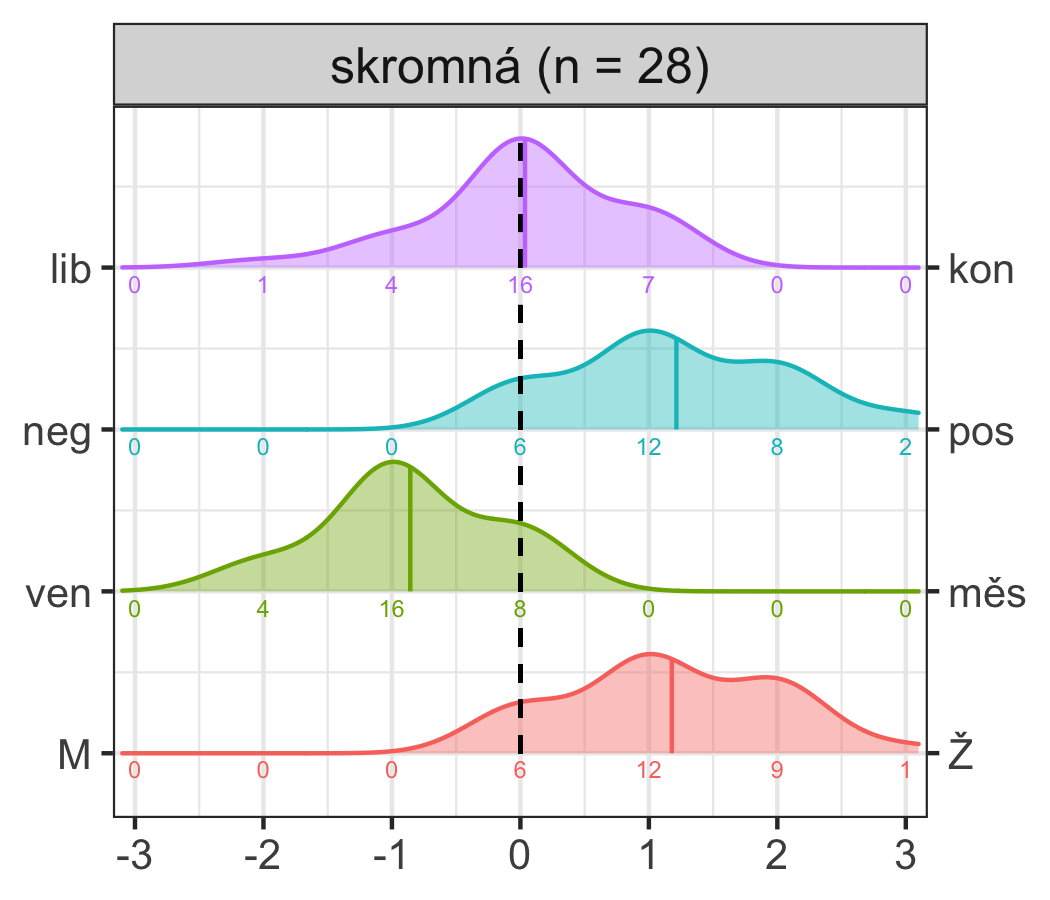 skromná (n = 28)
lib kon
0 1 4 16 7 0 0
neg pos
0 0 0 6 12 8 2
ven měs
0 4 16 8 0 0 0
M Ž
0 0 0 6 12 9 1
-3 -2 -1 0 1 2 3